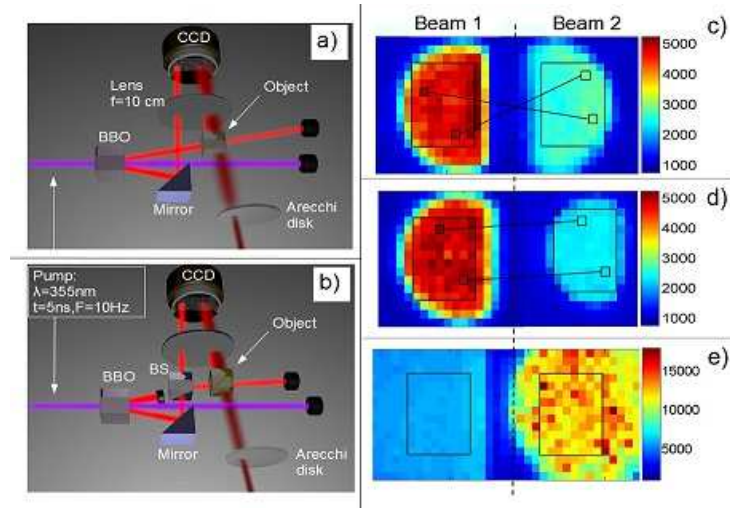 CCD
a)
Lens
f=10 cm
Object
BBO
Mirror
Arecchi
disk
Pump:
λ=355nm
t=5ns,F=10Hz
CCD
b)
Object
BS
BBO
Mirror
Arecchi
disk
Beam 1
Beam 2
c)
5000
4000
3000
2000
1000
d)
5000
4000
3000
2000
1000
e)
15000
10000
5000